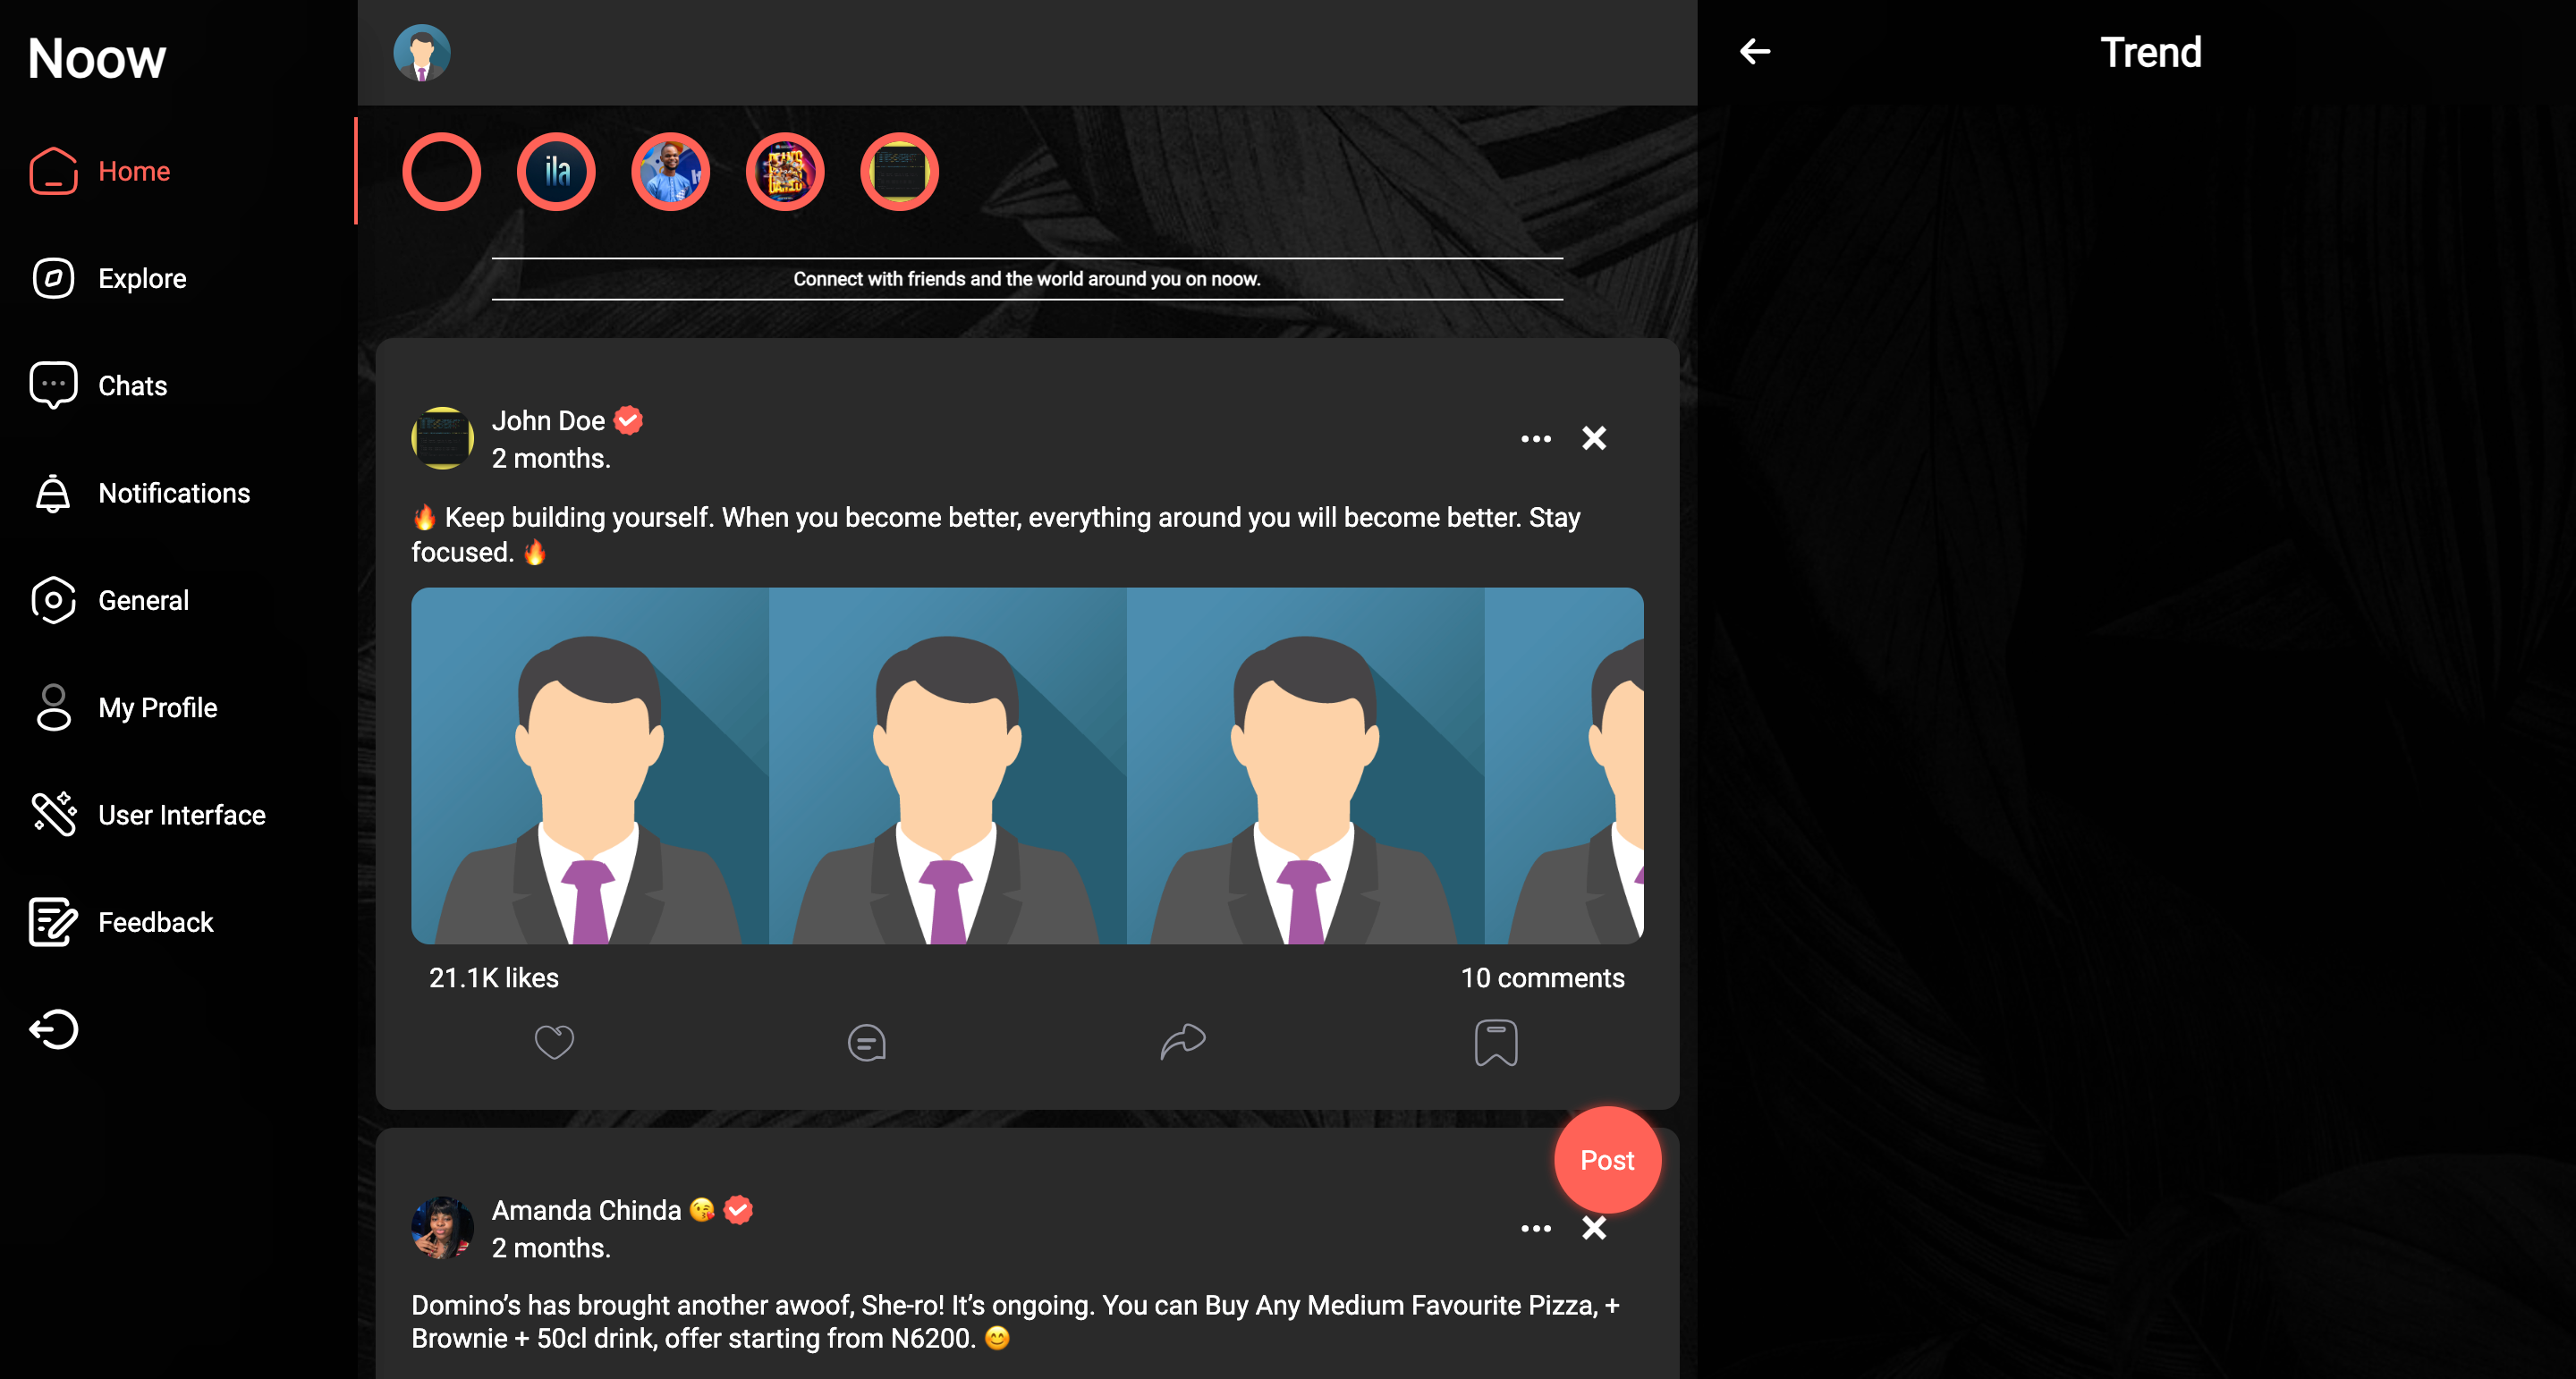 Noow
Trend
Home
ila
Explore
Connect with friends and the world around you on noow.
Chats
Notifications
General
My Profile
User Interface
Feedback
John Doe
2 months.
🔥 Keep building yourself. When you become better, everything around you will become better. Stay
focused. 🔥
21.1K likes
10 comments
Post
Amanda Chinda 😘
2 months.
Domino’s has brought another awoof, She-ro! It’s ongoing. You can Buy Any Medium Favourite Pizza, +
Brownie + 50cl drink, offer starting from N6200. 😊